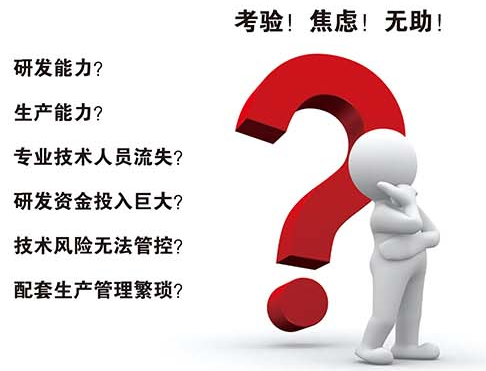 考验！焦虑！无助！
研发能力？
生产能力？
专业技术人员流失？
研发资金投入巨大？
技术风险无法管控？
配套生产管理繁琐？